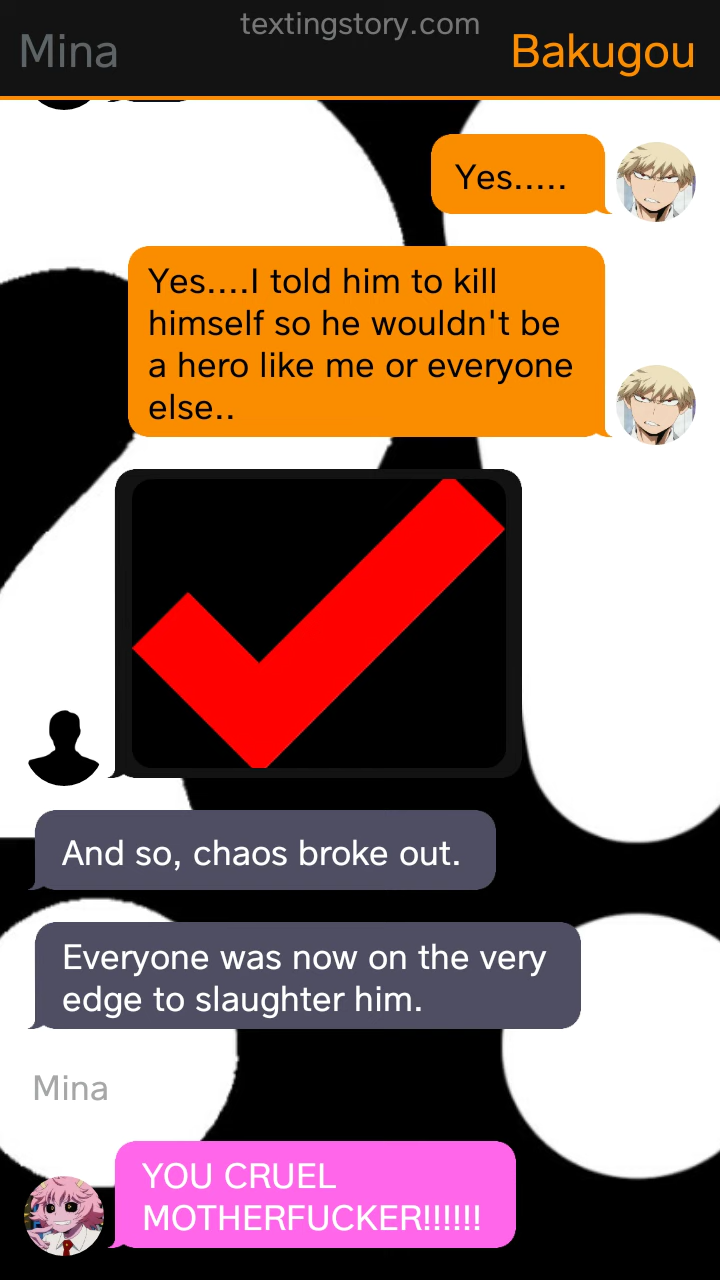 textingstory.com
Mina
Bakugou
Yes.....
Yes....I told him to kill
himself so he wouldn't be
a hero like me or everyone
else..
And so, chaos broke out.
Everyone was now on the very
edge to slaughter him.
Mina
YOU CRUEL
MOTHERFUCKER!!!!!!